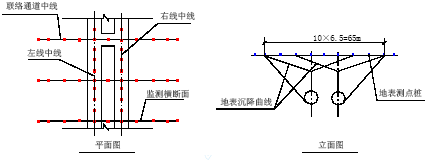 联络通道中线
右线中线
左线中线
监测横断面
平面图
10×6.5=65m
地表沉降曲线
地表测点桩
立面图